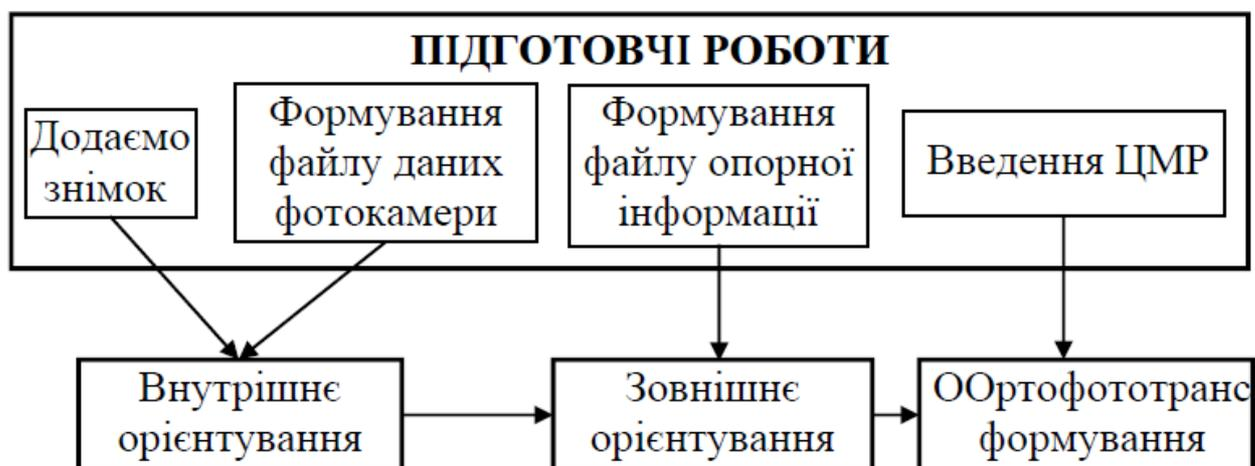 ПІДГОТОВЧІ РОБОТИ
Додаємо
знімок
Формування
файлу даних
фотокамери
Формування
файлу опорної
інформації
Введення ЦМР
Внутрішнє
орієнтування
Зовнішнє
орієнтування
ООртофототранс
формування